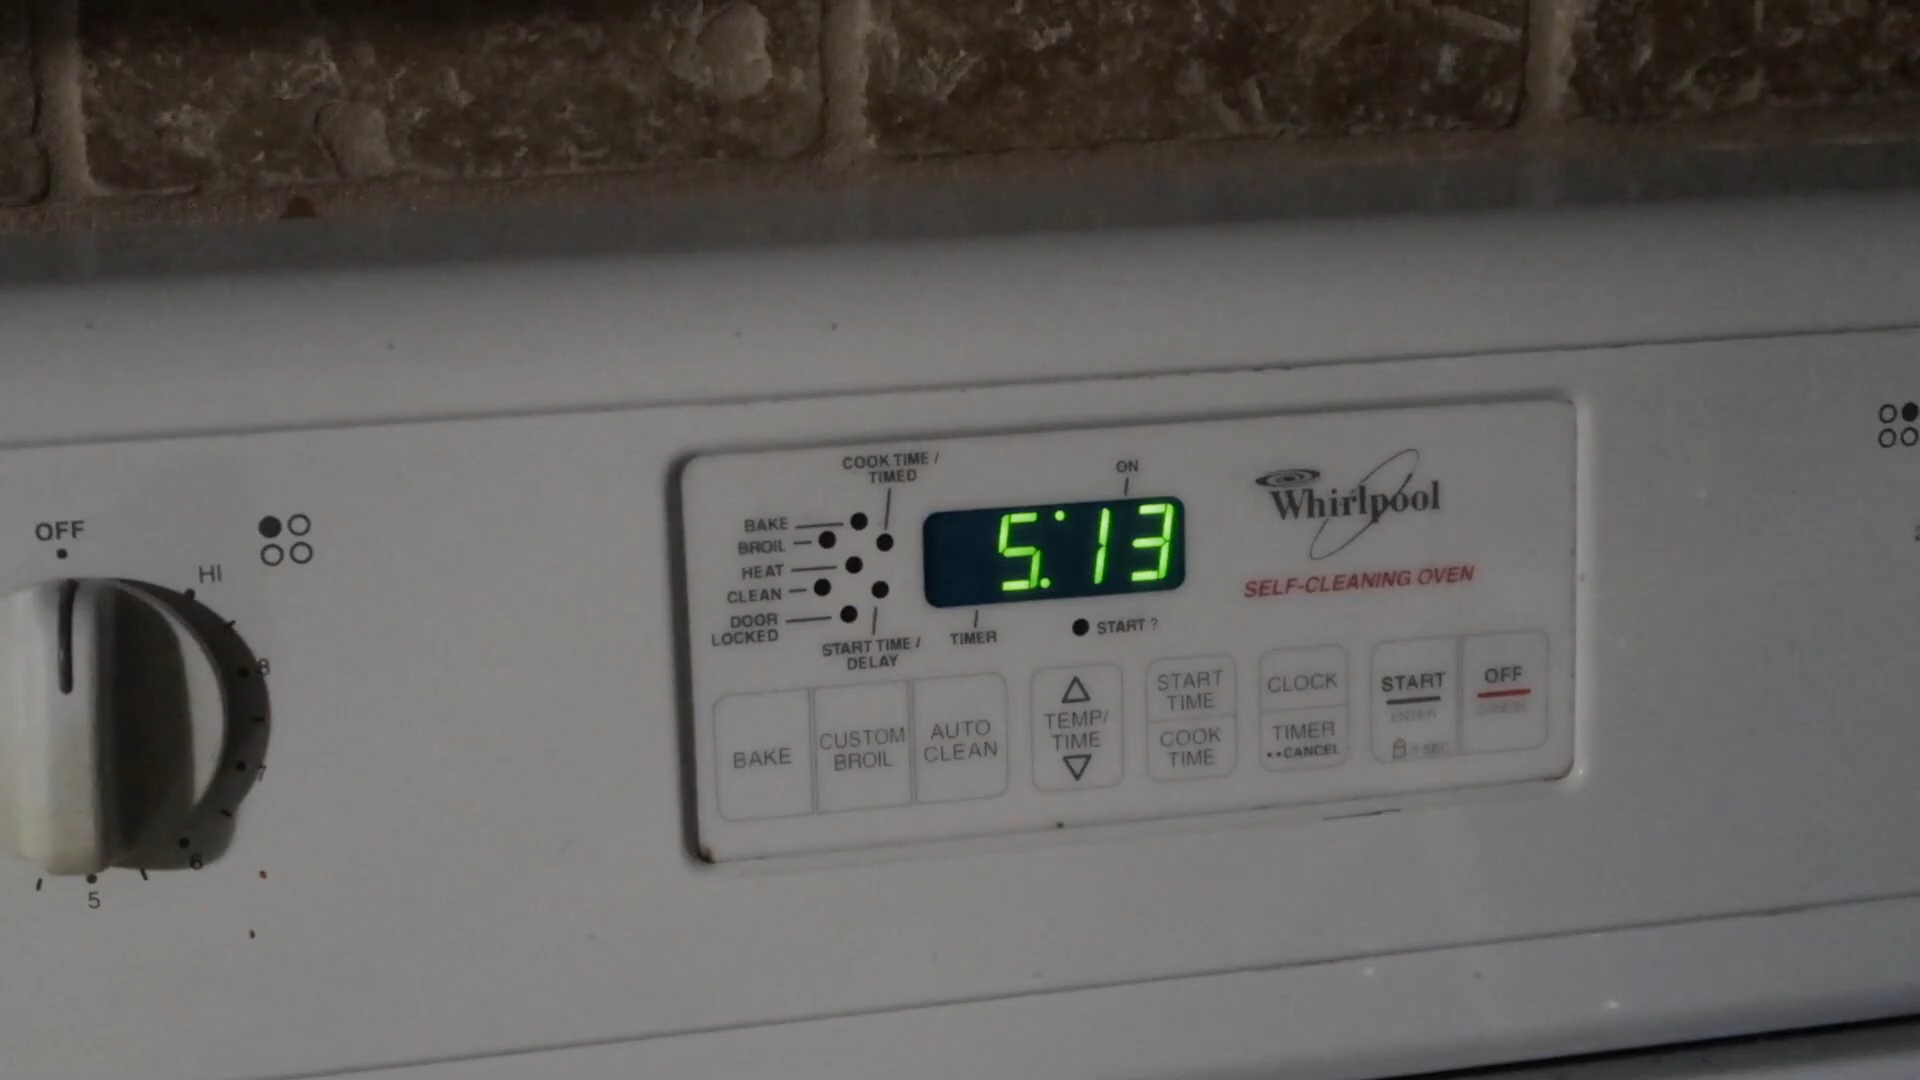 COOK TIME /
TIMED
ON
BAKE
BROIL
HEAT
CLEAN
DOOR
LOCKED
START TIME /
DELAY
5:13
TIMER
START ?
Whirlpool
SELF-CLEANING OVEN
BAKE
CUSTOM
BROIL
AUTO
CLEAN
TEMP/
TIME
START
TIME
COOK
TIME
CLOCK
TIMER
••CANCEL
START
ENTER
OFF
CANCEL
OFF
HI
8
7
6
5